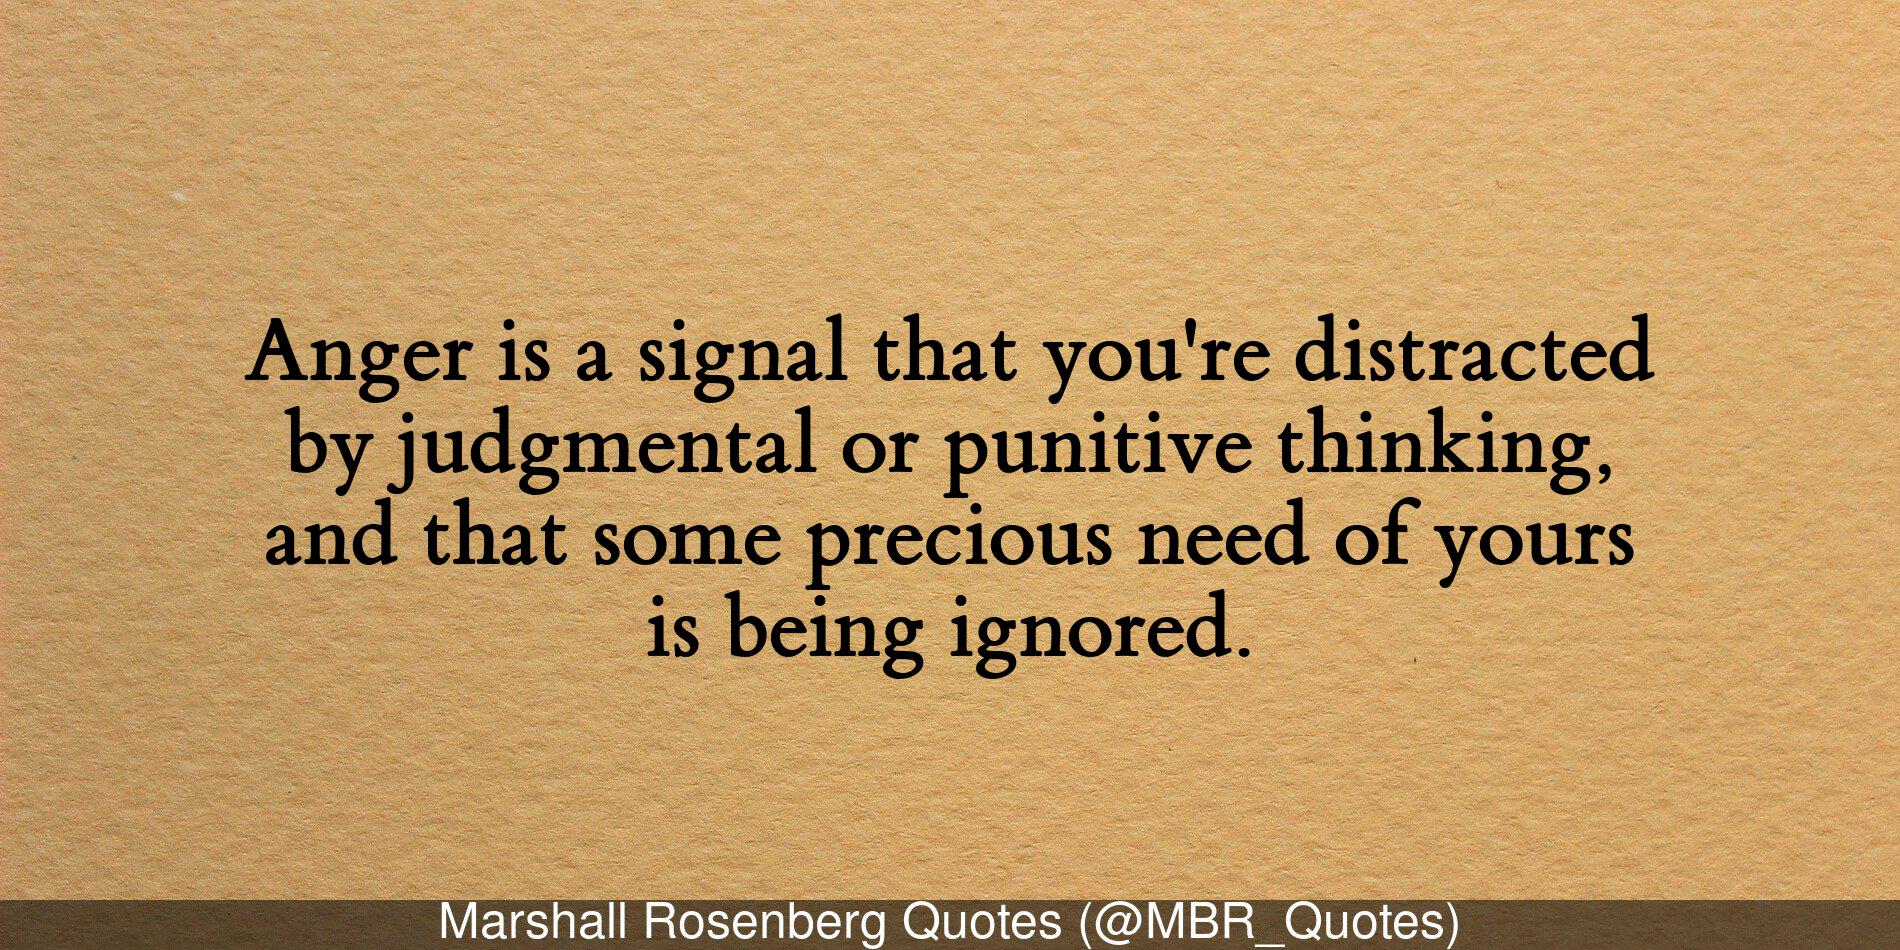 Anger is a signal that you're distracted
by judgmental or punitive thinking,
and that some precious need of yours
is being ignored.
Marshall Rosenberg Quotes (@MBR_Quotes)